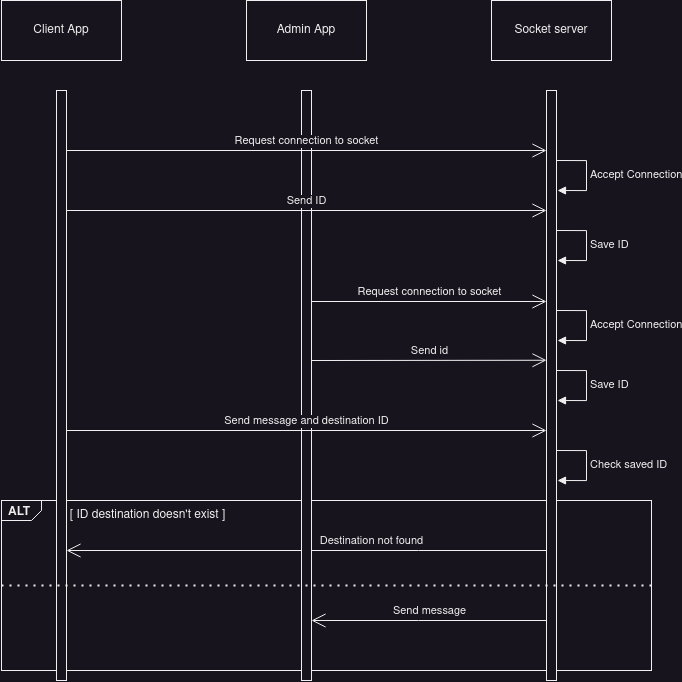 Client App
Admin App
Socket server
Request connection to socket
Accept Connection
Send ID
Save ID
Request connection to socket
Accept Connection
Send id
Save ID
Send message and destination ID
Check saved ID
ALT
[ ID destination doesn't exist ]
Destination not found
Send message